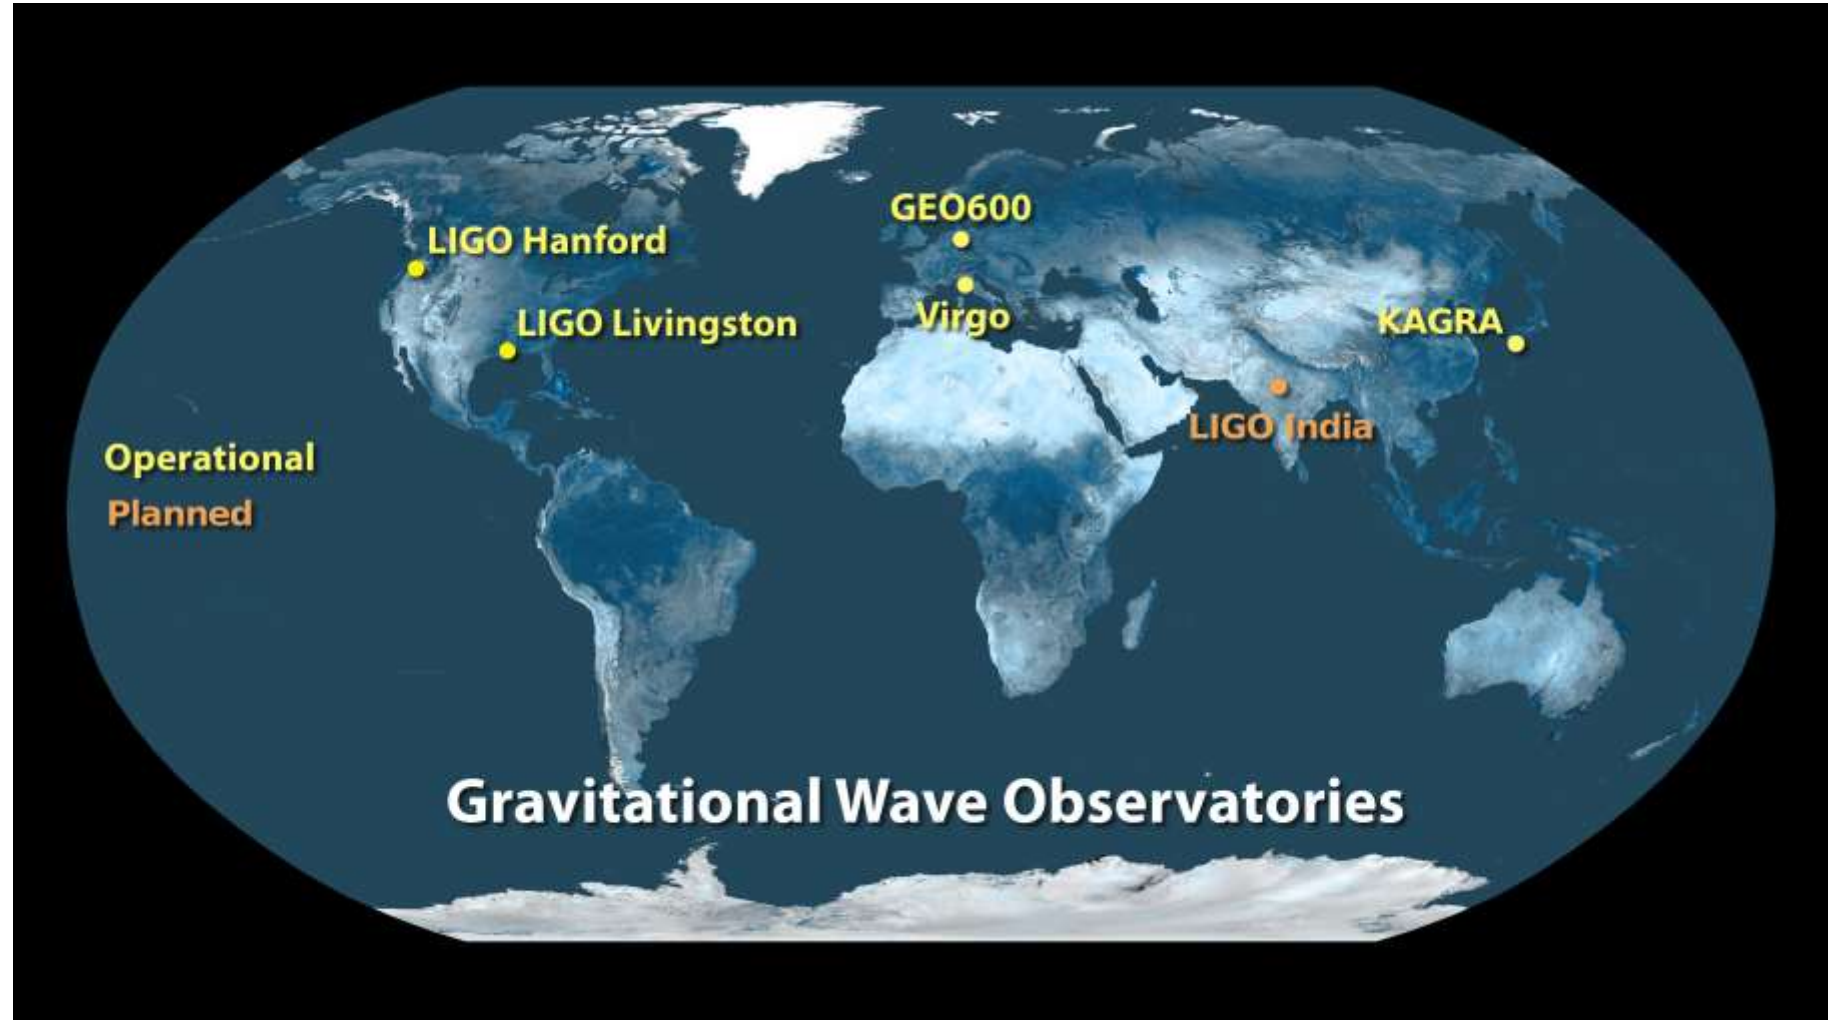 GEO600
LIGO Hanford
LIGO Livingston
Virgo
KAGRA
LIGO India
Operational
Planned
Gravitational Wave Observatories